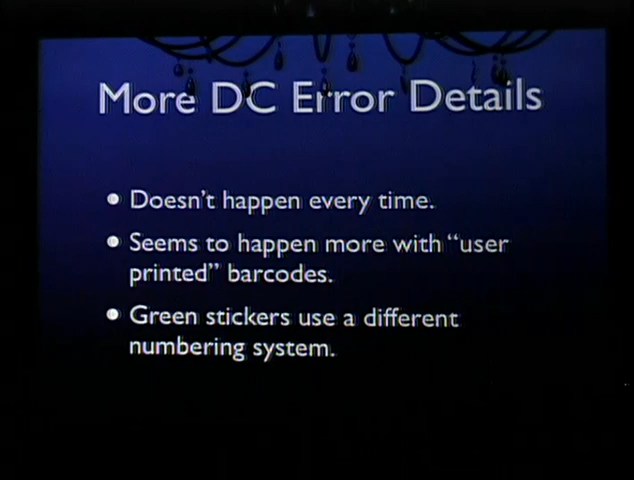 More DC Error Details
Doesn't happen every time.
Seems to happen more with “user
printed” barcodes.
Green stickers use a different
numbering system.